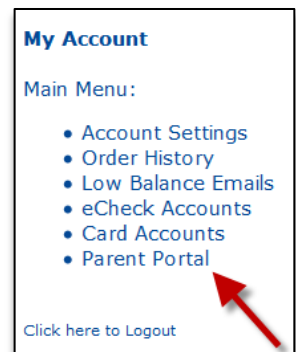 My Account
Main Menu:
• Account Settings
• Order History
• Low Balance Emails
• eCheck Accounts
• Card Accounts
• Parent Portal
Click here to Logout